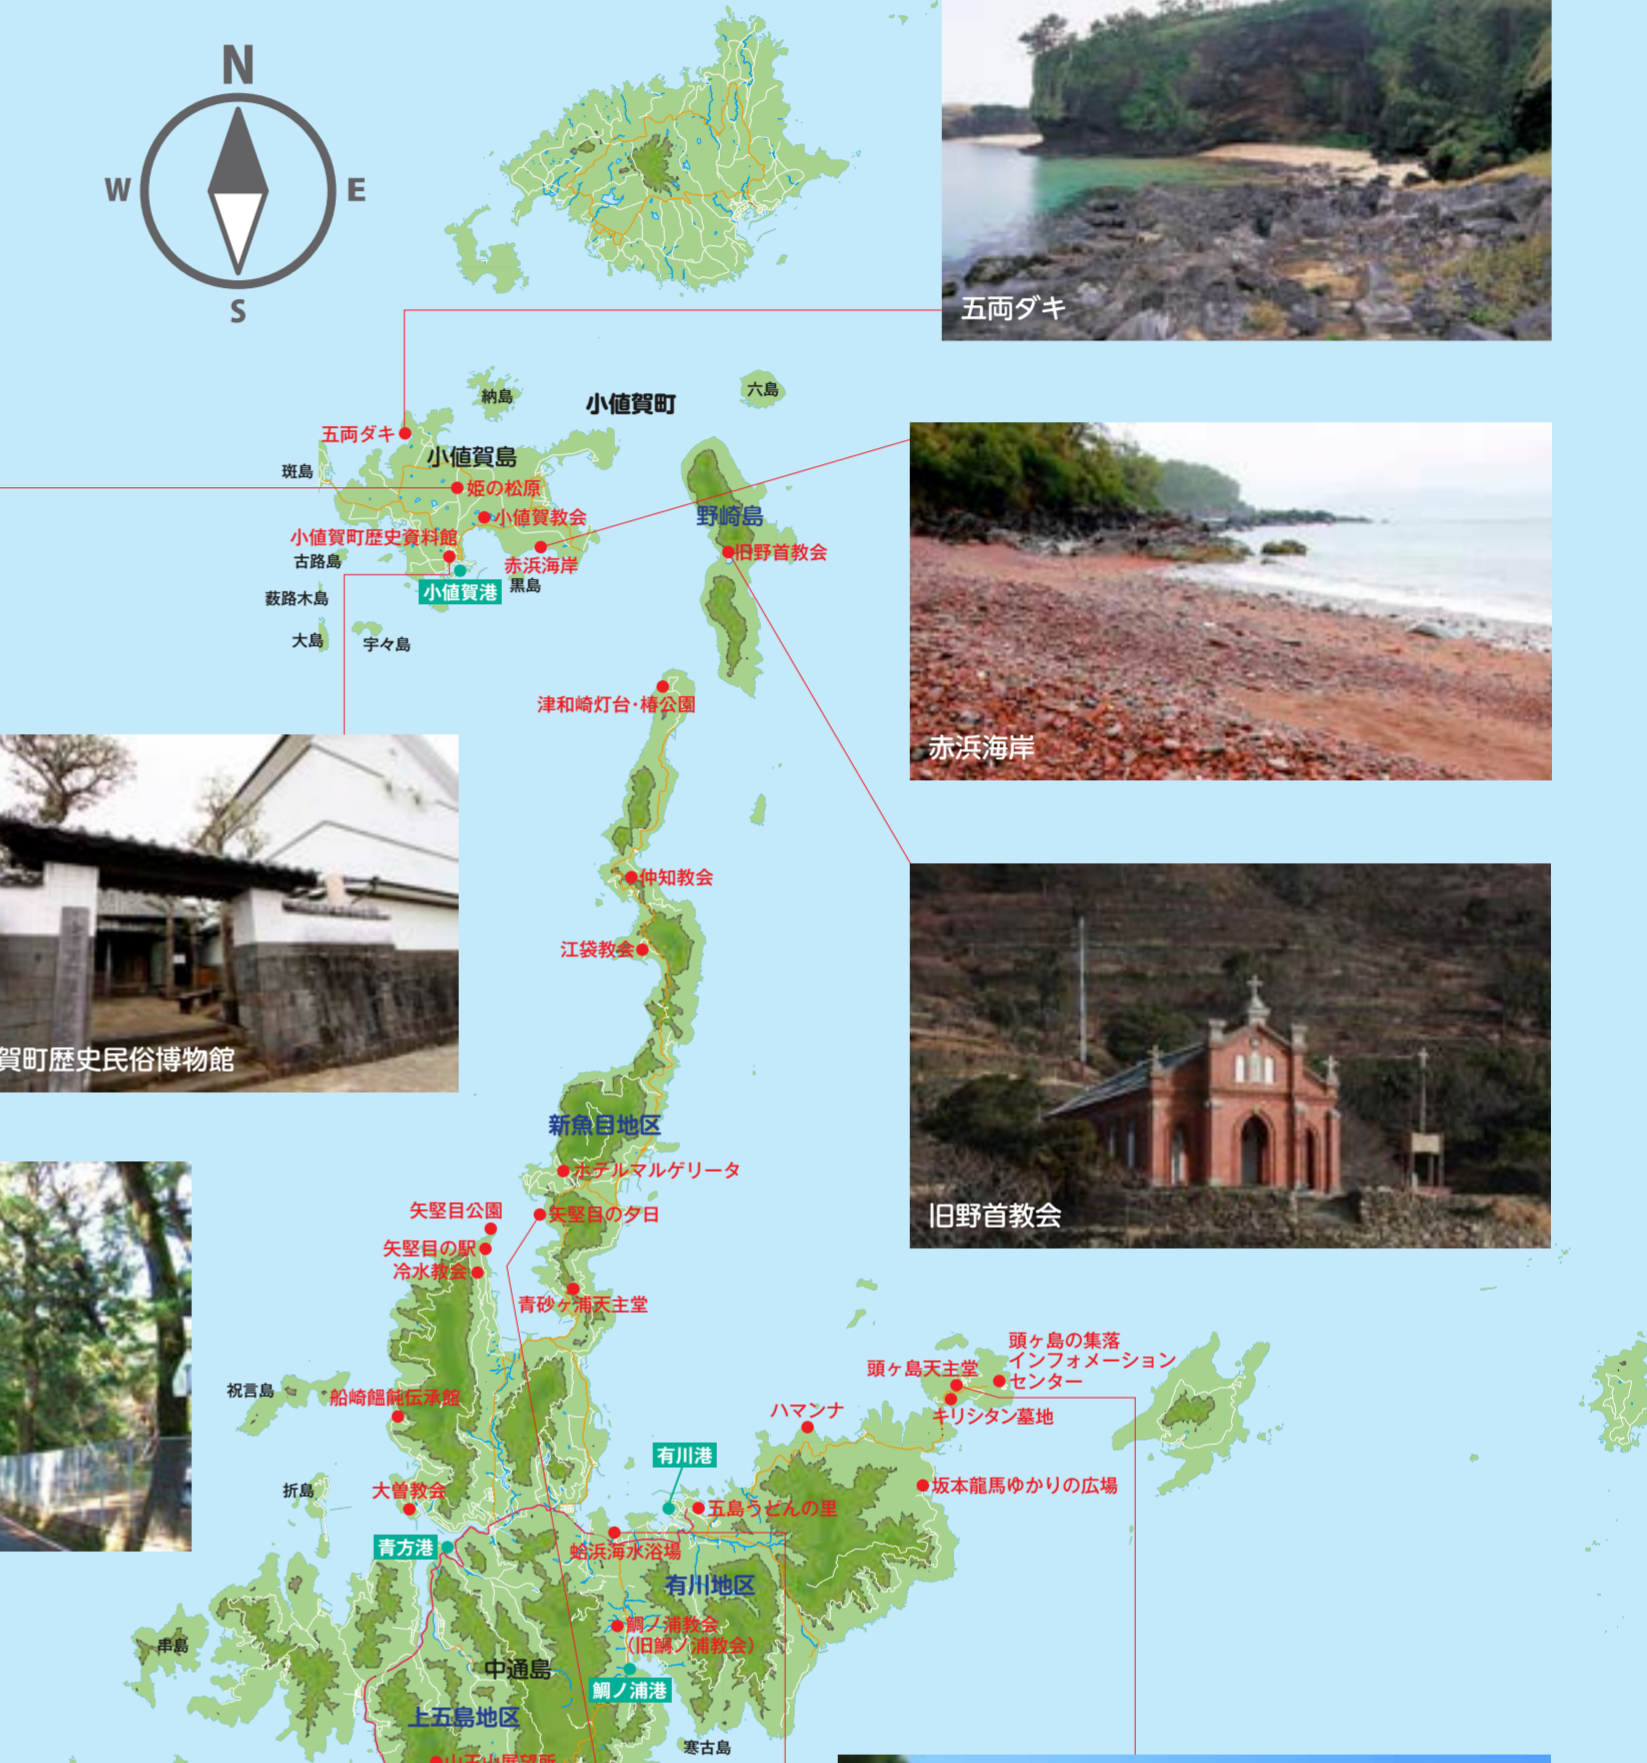 N
W
E
S
五両ダキ
納島
小値賀町
六島
五両ダキ
小値賀島
斑島
姫の松原
野崎島
小値賀教会
小値賀町歴史資料館
旧野首教会
古路島
赤浜海岸
黒島
小値賀港
薮路木島
大島
宇々島
津和崎灯台・椿公園
赤浜海岸
仲知教会
江袋教会
賀町歴史民俗博物館
新魚目地区
ホテルマルゲリータ
矢堅目公園
矢堅目の夕日
旧野首教会
矢堅目の駅
冷水教会
青砂ヶ浦天主堂
頭ヶ島の集落
インフォメーション
センター
頭ヶ島天主堂
祝言島
船崎饂飩伝承館
ハマンナ
キリシタン墓地
有川港
折島
大曽教会
坂本龍馬ゆかりの広場
五島うどんの里
青方港
蛤浜海水浴場
有川地区
鯛ノ浦教会
(旧鯛ノ浦教会)
串島
中通島
鯛ノ浦港
上五島地区
寒古島
山王山展望所